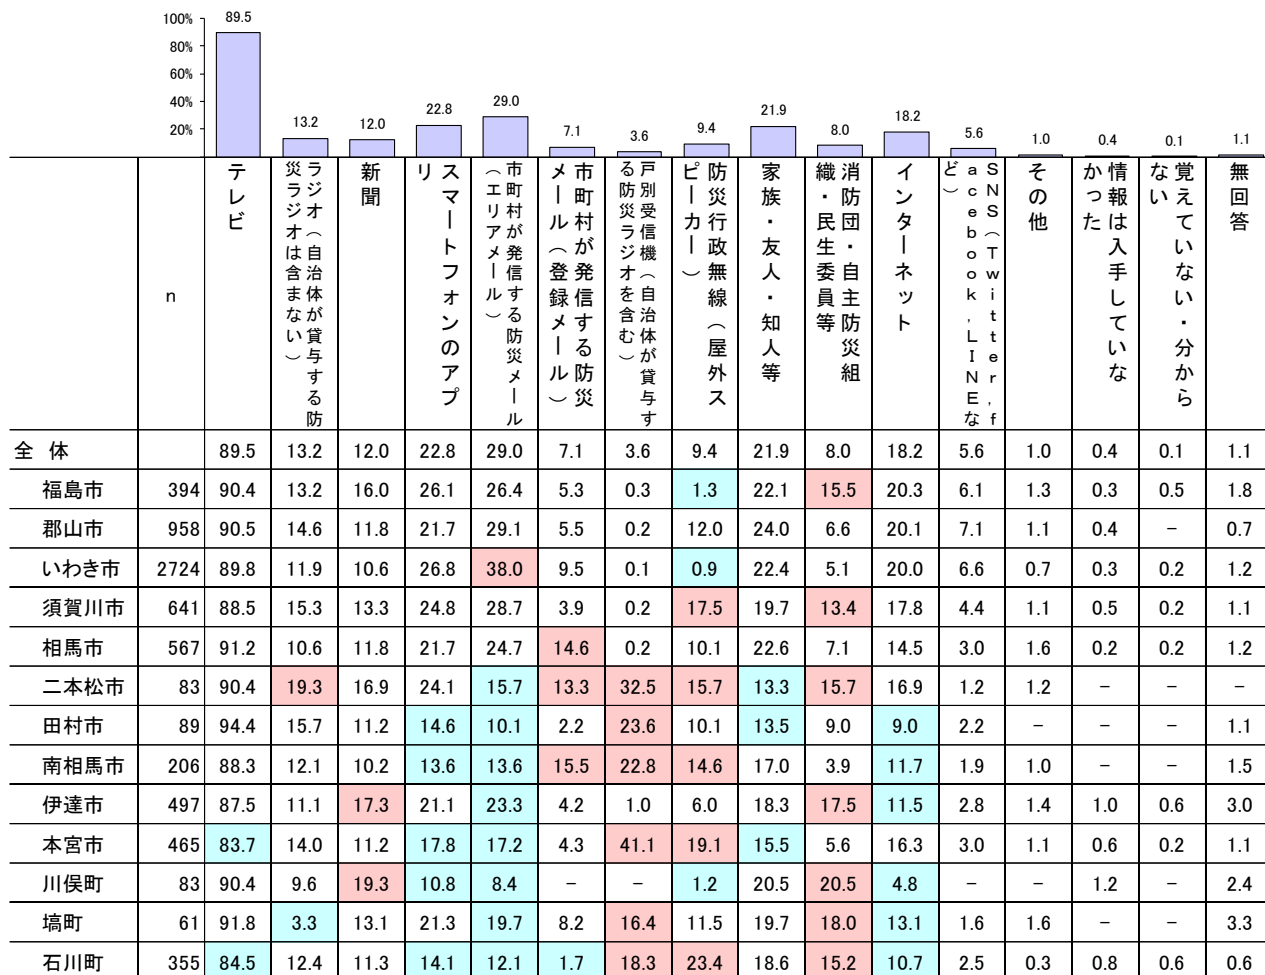 100%
80%
60%
40%
20%
89.5 13.2 12.0 22.8 29.0 7.1 3.6 9.4 21.9 8.0 18.2 5.6 1.0 0.4 0.1 1.1
n
テレビ
ラジオ（自治体が貸与する防
災ラジオは含まない）
新聞
スマートフォンのアプ
リ
市町村が発信する防災メール
（エリアメール）
市町村が発信する防災
メール（登録メール）
戸別受信機（自治体が貸与す
る防災ラジオを含む）
防災行政無線（屋外ス
ピーカー）
家族・友人・知人等
消防団・自主防災組
織・民生委員等
インターネット
SNS（Twitter,f
acebook,LINEな
ど）
その他
情報は入手していな
かった
覚えていない・分から
ない
無回答
全 体 89.5 13.2 12.0 22.8 29.0 7.1 3.6 9.4 21.9 8.0 18.2 5.6 1.0 0.4 0.1 1.1
福島市 394 90.4 13.2 16.0 26.1 26.4 5.3 0.3 1.3 22.1 15.5 20.3 6.1 1.3 0.3 0.5 1.8
郡山市 958 90.5 14.6 11.8 21.7 29.1 5.5 0.2 12.0 24.0 6.6 20.1 7.1 1.1 0.4 － 0.7
いわき市 2724 89.8 11.9 10.6 26.8 38.0 9.5 0.1 0.9 22.4 5.1 20.0 6.6 0.7 0.3 0.2 1.2
須賀川市 641 88.5 15.3 13.3 24.8 28.7 3.9 0.2 17.5 19.7 13.4 17.8 4.4 1.1 0.5 0.2 1.1
相馬市 567 91.2 10.6 11.8 21.7 24.7 14.6 0.2 10.1 22.6 7.1 14.5 3.0 1.6 0.2 0.2 1.2
二本松市 83 90.4 19.3 16.9 24.1 15.7 13.3 32.5 15.7 13.3 15.7 16.9 1.2 1.2 － － －
田村市 89 94.4 15.7 11.2 14.6 10.1 2.2 23.6 10.1 13.5 9.0 9.0 2.2 － － － 1.1
南相馬市 206 88.3 12.1 10.2 13.6 13.6 15.5 22.8 14.6 17.0 3.9 11.7 1.9 1.0 － － 1.5
伊達市 497 87.5 11.1 17.3 21.1 23.3 4.2 1.0 6.0 18.3 17.5 11.5 2.8 1.4 1.0 0.6 3.0
本宮市 465 83.7 14.0 11.2 17.8 17.2 4.3 41.1 19.1 15.5 5.6 16.3 3.0 1.1 0.6 0.2 1.1
川俣町 83 90.4 9.6 19.3 10.8 8.4 － － 1.2 20.5 20.5 4.8 － － 1.2 － 2.4
塙町 61 91.8 3.3 13.1 21.3 19.7 8.2 16.4 11.5 19.7 18.0 13.1 1.6 1.6 － － 3.3
石川町 355 84.5 12.4 11.3 14.1 12.1 1.7 18.3 23.4 18.6 15.2 10.7 2.5 0.3 0.8 0.6 0.6